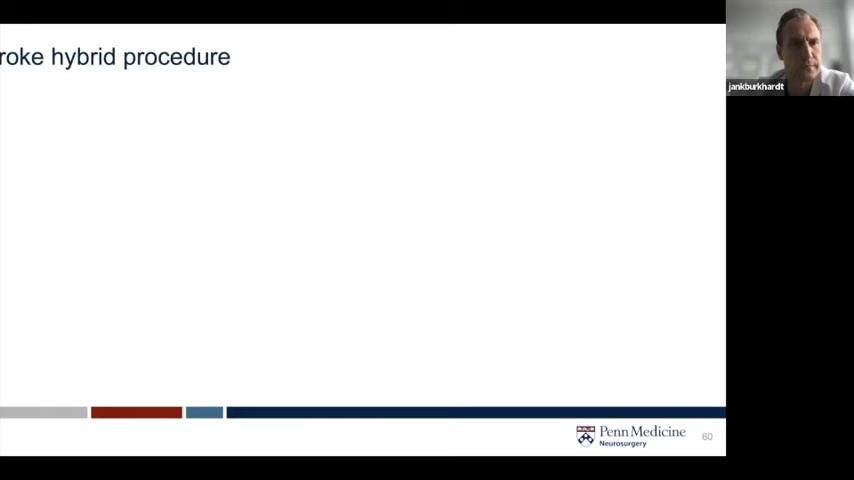 roke hybrid procedure
jankburkhardt
Penn Medicine
Neurosurgery
60